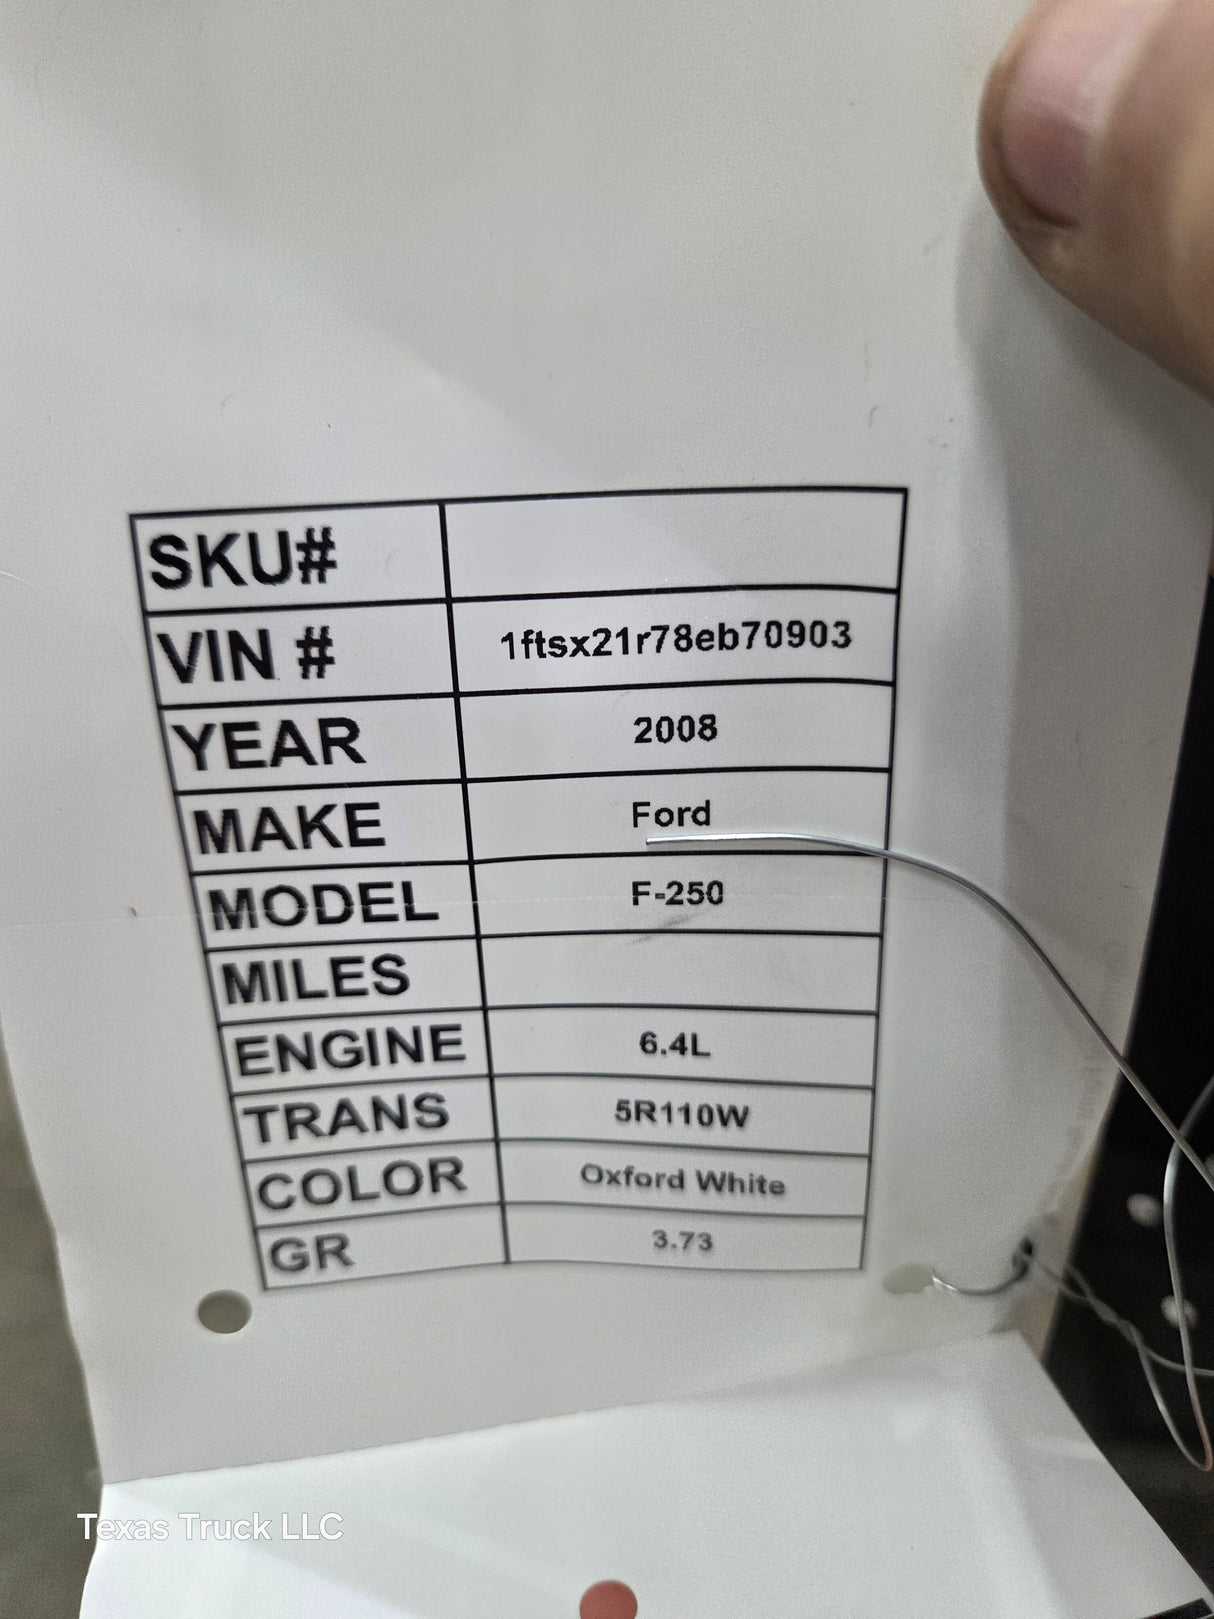 SKU#
VIN # 1ftsx21r78eb70903
YEAR 2008
MAKE Ford
MODEL F-250
MILES
ENGINE 6.4L
TRANS 5R110W
COLOR Oxford White
GR 3.73
Texas Truck LLC